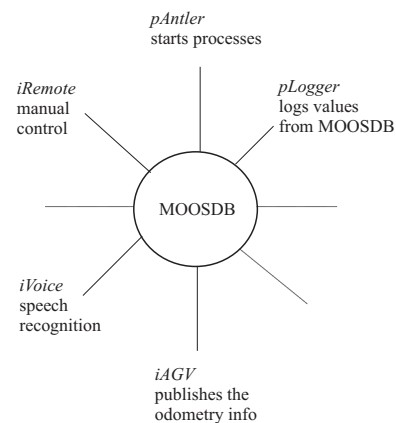 pAntler
starts processes
iRemote
manual
control
pLogger
logs values
from MOOSDB
MOOSDB
iVoice
speech
recognition
iAGV
publishes the
odometry info